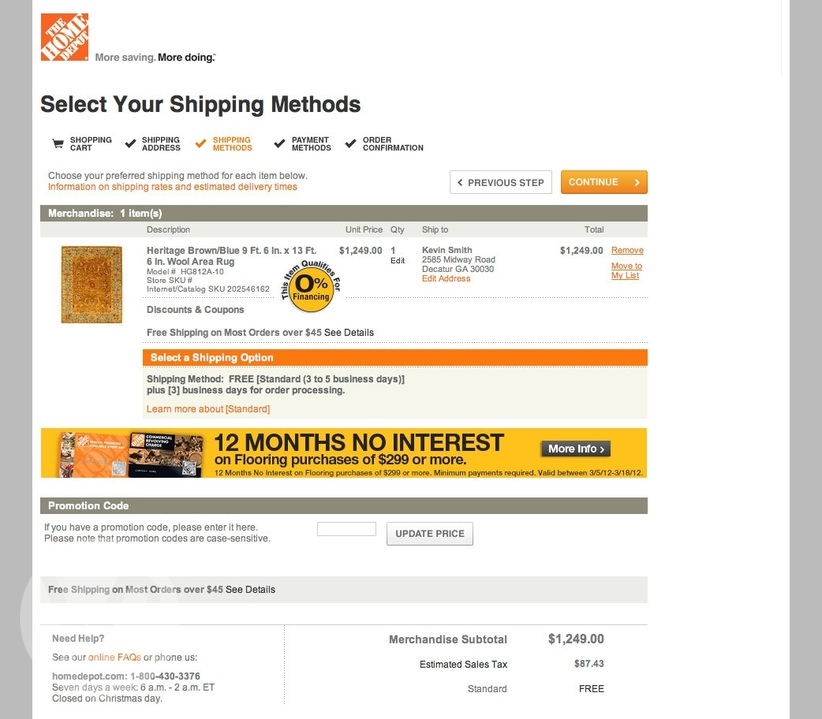 THE HOME DEPOT
More saving. More doing.
Select Your Shipping Methods
SHOPPING CART
SHIPPING ADDRESS
SHIPPING METHODS
PAYMENT METHODS
ORDER CONFIRMATION
Choose your preferred shipping method for each item below.
Information on shipping rates and estimated delivery times
PREVIOUS STEP
CONTINUE
Merchandise: 1 item(s)
Description Unit Price Qty Ship to Total
Heritage Brown/Blue 9 Ft. 6 In. x 13 Ft. $1,249.00 1 Kevin Smith $1,249.00 Remove
6 In. Wool Area Rug Edit 2585 Midway Road
Model # HG812A-10 Decatur GA 30030 Move to
Store SKU # Edit Address My List
Internet/Catalog SKU 202546162
This Item Qualifies For
0%
Financing
Discounts & Coupons
Free Shipping on Most Orders over $45 See Details
Select a Shipping Option
Shipping Method: FREE [Standard (3 to 5 business days)]
plus [3] business days for order processing.
Learn more about [Standard]
12 MONTHS NO INTEREST
on Flooring purchases of $299 or more.
More Info
12 Months No Interest on Flooring purchases of $299 or more. Minimum payments required. Valid between 3/5/12-3/18/12.
Promotion Code
If you have a promotion code, please enter it here.
Please note that promotion codes are case-sensitive.
UPDATE PRICE
Free Shipping on Most Orders over $45 See Details
Need Help?
See our online FAQs or phone us:
homedepot.com: 1-800-430-3376
Seven days a week: 6 a.m. - 2 a.m. ET
Closed on Christmas day.
Merchandise Subtotal $1,249.00
Estimated Sales Tax $87.43
Standard FREE